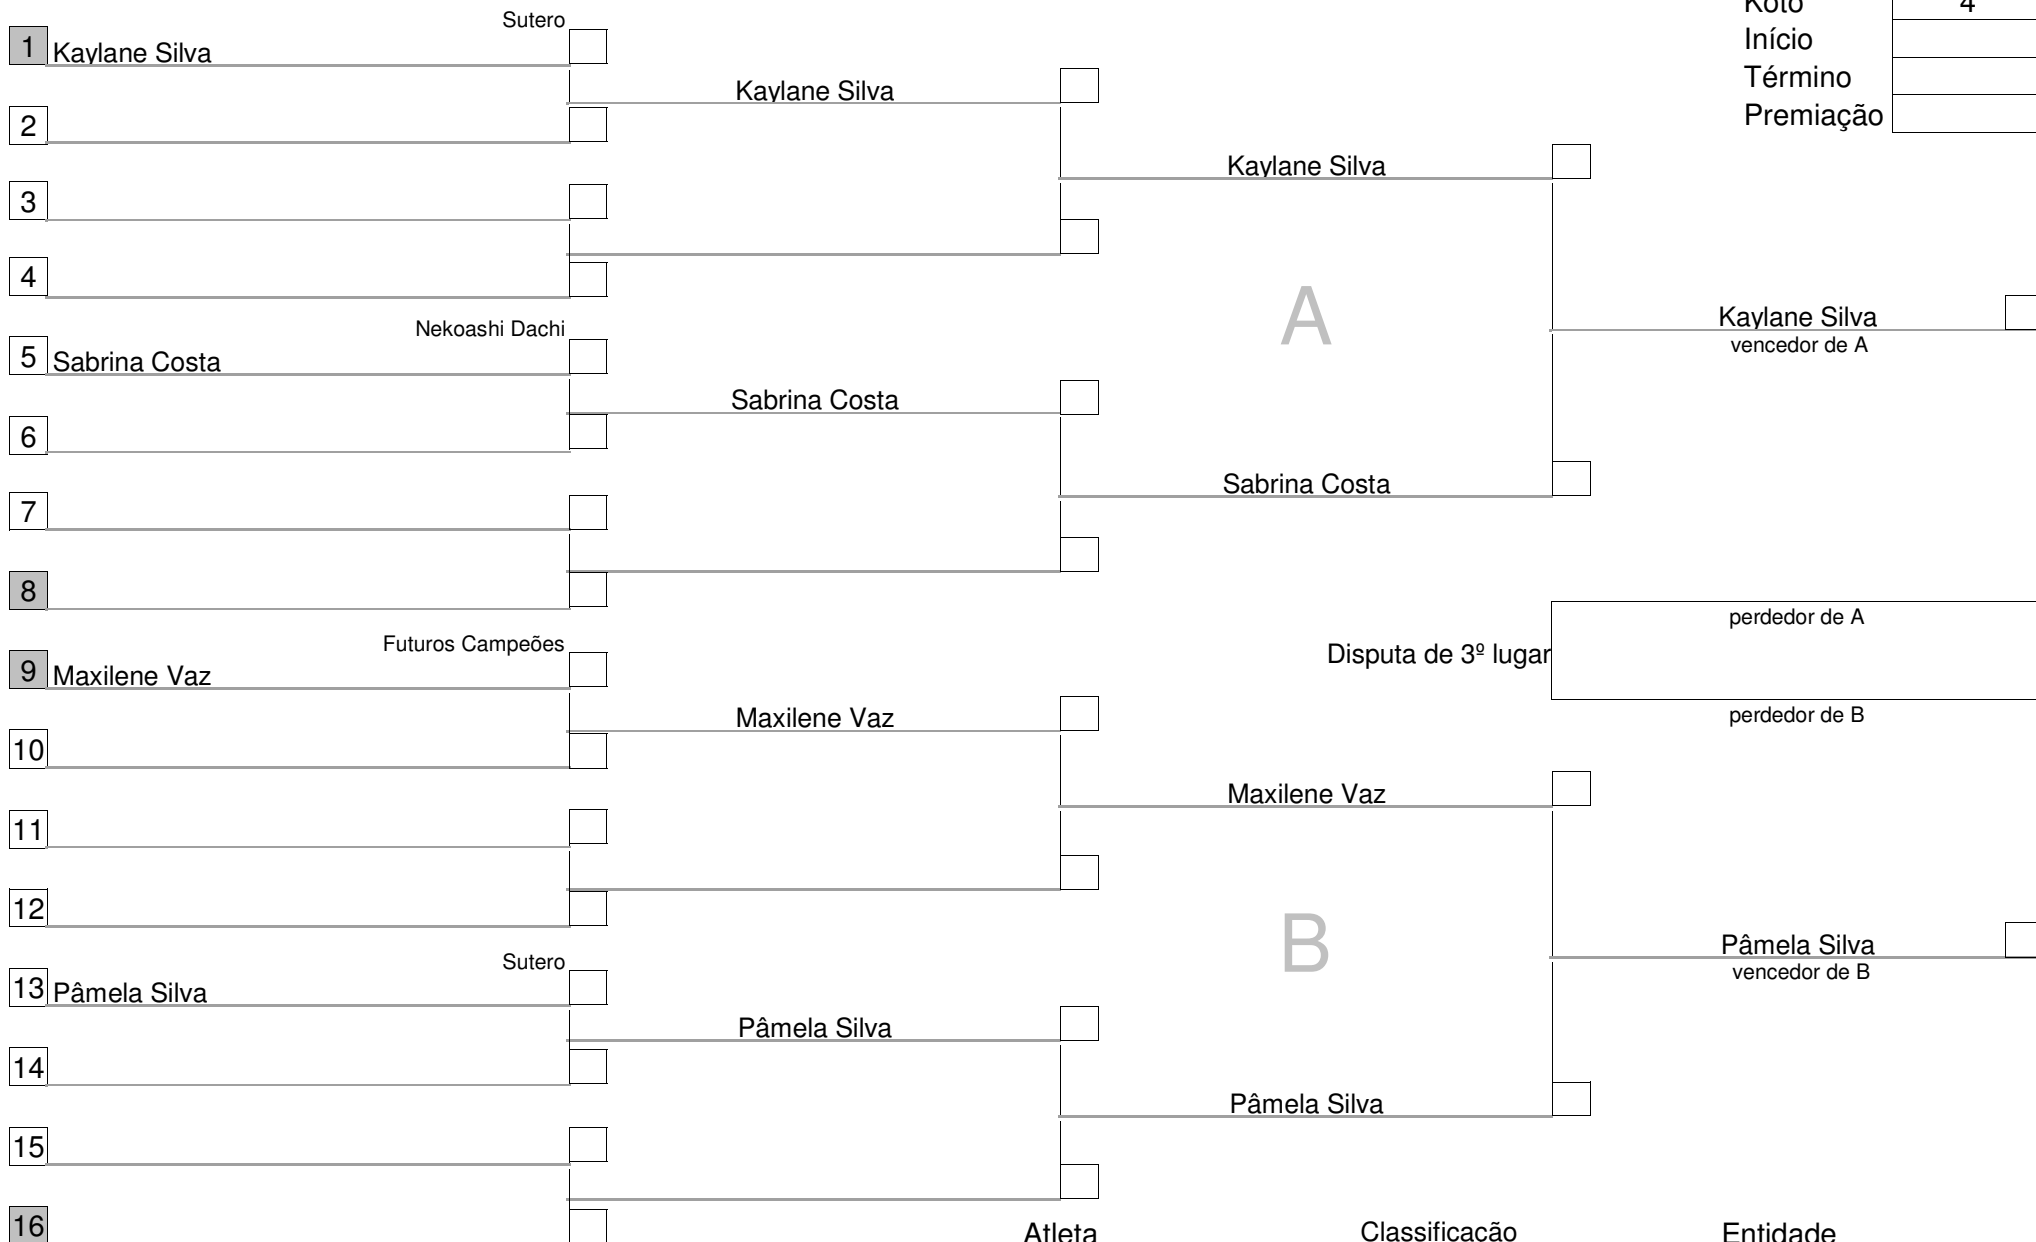 Koto 4
Sutero
1 Kaylane Silva
Início
Término
Kaylane Silva
Premiação
2
Kaylane Silva
3
4
A
Kaylane Silva
Nekoashi Dachi
vencedor de A
5 Sabrina Costa
Sabrina Costa
6
Sabrina Costa
7
8
perdedor de A
Futuros Campeões
Disputa de 3º lugar
9 Maxilene Vaz
perdedor de B
Maxilene Vaz
10
Maxilene Vaz
11
12
B
Pâmela Silva
Sutero
vencedor de B
13 Pâmela Silva
Pâmela Silva
14
Pâmela Silva
15
16
Atleta Classificação Entidade